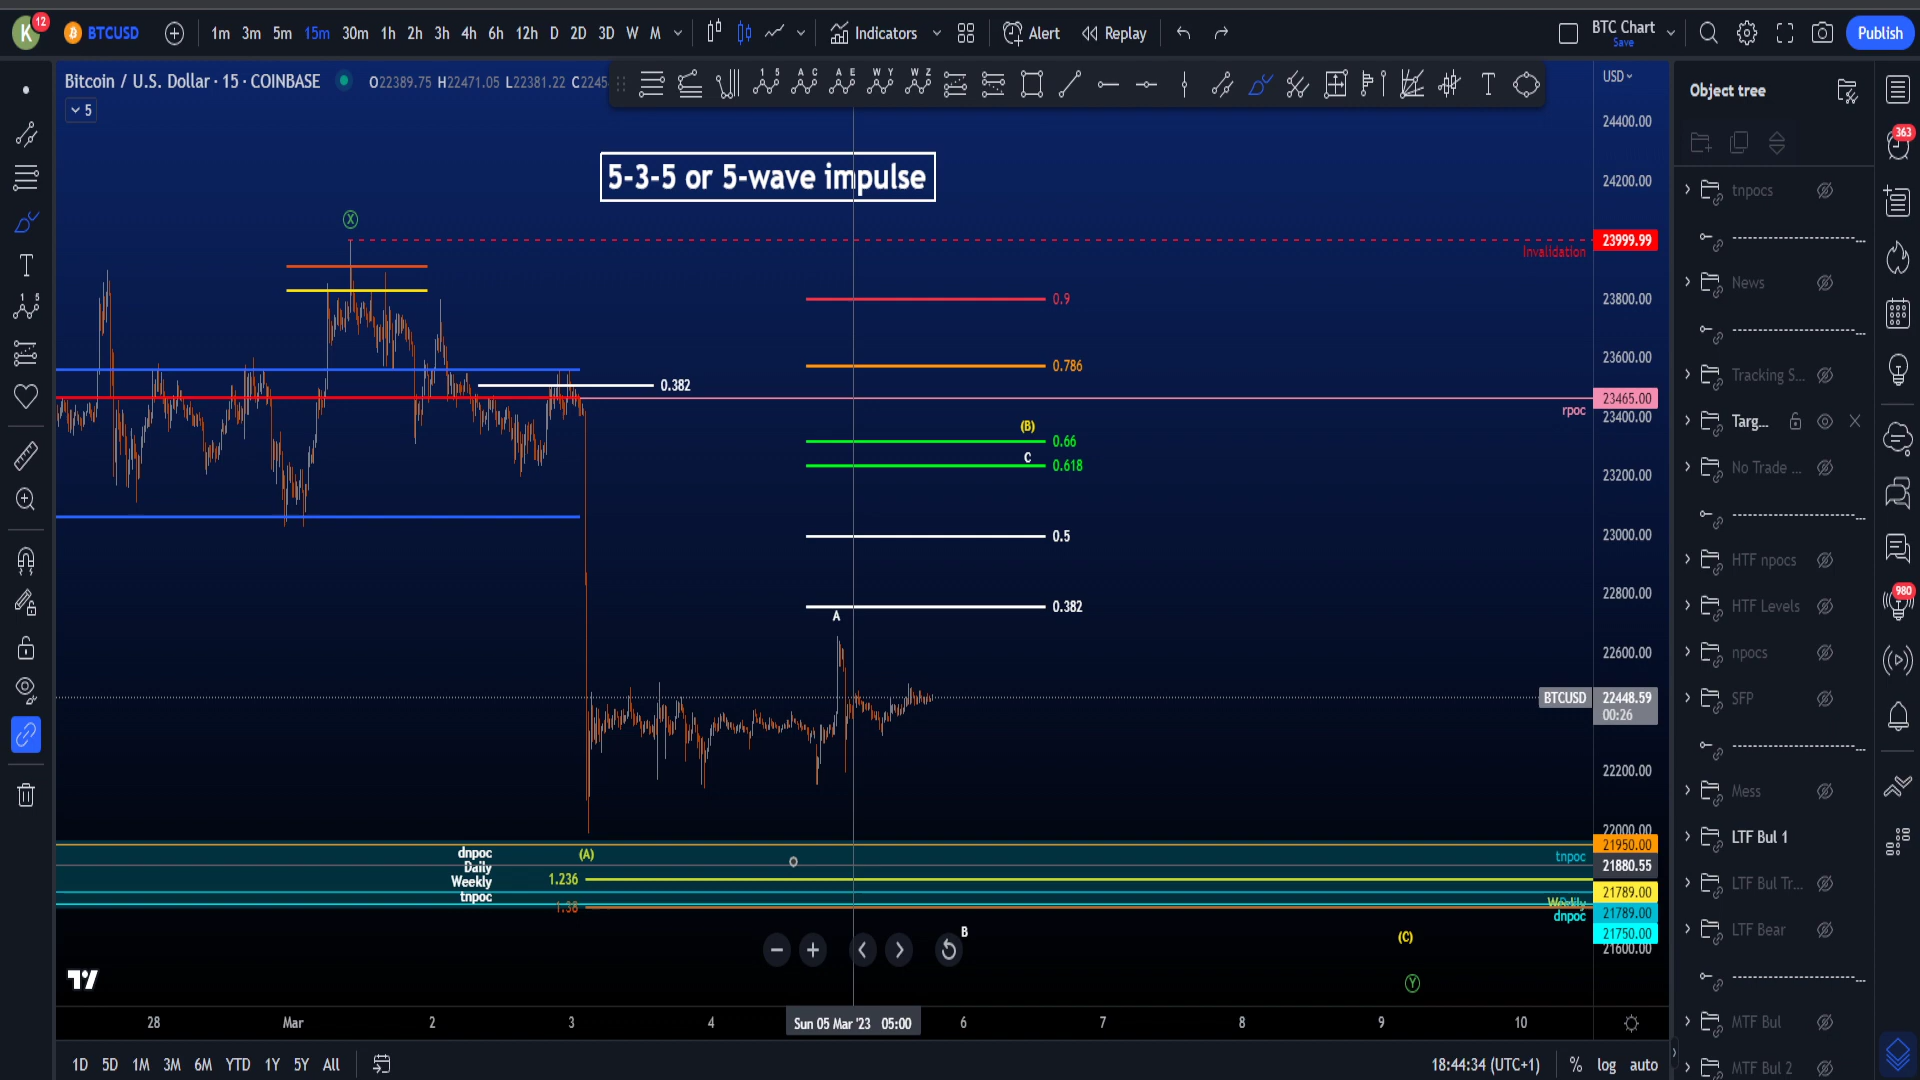 K 12 BTCUSD 1m 3m 5m 15m 30m 1h 2h 3h 4h 6h 12h D 2D 3D W M Indicators Alert Replay BTC Chart Save Publish
Bitcoin / U.S. Dollar · 15 · COINBASE O22389.75 H22471.05 L22381.22 C2245
5
USD
Object tree
363
24400.00
5-3-5 or 5-wave impulse
24200.00
tnpocs
X
23999.99
Invalidation
News
0.9
23800.00
0.786
23600.00
Tracking S...
0.382
23465.00
rpoc
23400.00
Targ...
(B)
0.66
C
0.618
No Trade ...
23200.00
0.5
23000.00
HTF npocs
0.382
22800.00
HTF Levels
980
A
22600.00
npocs
BTCUSD 22448.59
00:26
SFP
22200.00
Mess
22000.00
LTF Bul 1
21950.00
dnpoc
(A)
tnpoc
Daily
21880.55
Weekly
1.236
LTF Bul Tr...
21789.00
tnpoc
1.38
dnpoc
21789.00
21750.00
LTF Bear
B
(C)
21600.00
Y
28 Mar 2 3 4 Sun 05 Mar '23 05:00 6 7 8 9 10
MTF Bul
1D 5D 1M 3M 6M YTD 1Y 5Y All 18:44:34 (UTC+1) % log auto
MTF Bul 2